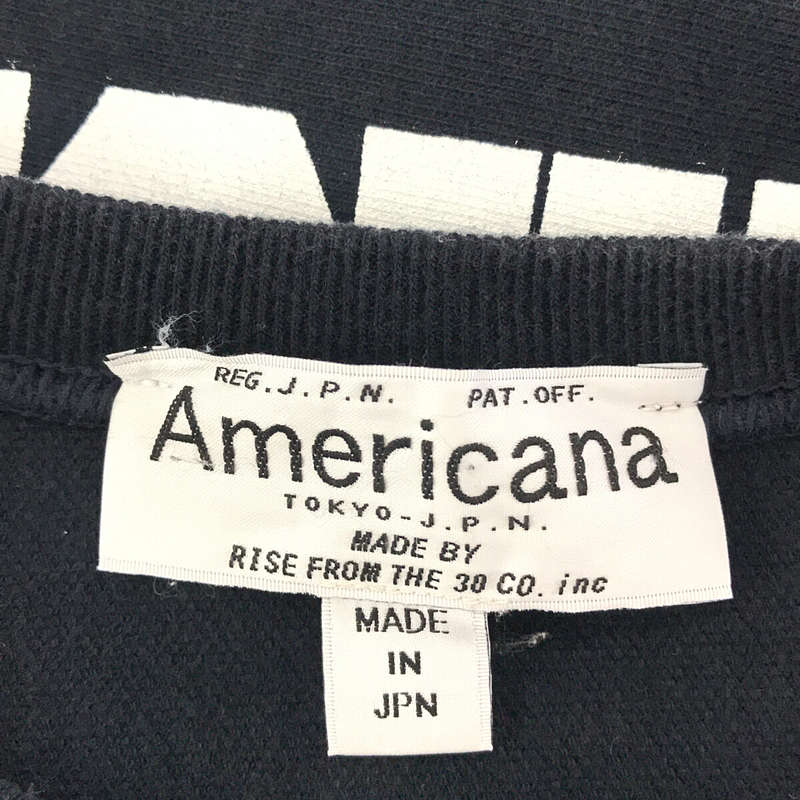 REG.J.P.N. PAT.OFF.
Americana
TOKYO-J.P.N.
MADE BY
RISE FROM THE 30 CO. inc
MADE
IN
JPN